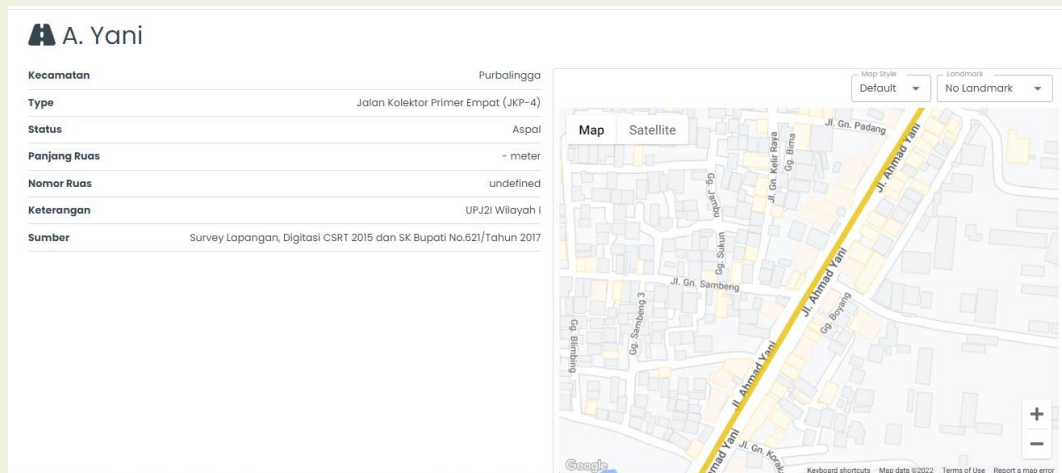 A. Yani
Kecamatan Purbalingga
Type Jalan Kolektor Primer Empat (JKP-4)
Status Aspal
Panjang Ruas - meter
Nomor Ruas undefined
Keterangan UPJ2I Wilayah I
Sumber Survey Lapangan, Digitasi CSRT 2015 dan SK Bupati No.621/Tahun 2017
Map Style
Default
Landmark
No Landmark
Map Satellite
Jl. Gn. Padang
Jl. Ahmad Yani
Gg. Bima
Jl. Gn. Kelir Raya
Gg. Jambu
Gg. Sukun
Jl. Ahmad Yani
Jl. Gn. Sambeng
Gg. Boyang
Gg. Sambeng 3
Gg. Blimbing
Jl. Ahmad Yani
Ahmad Yani
Jl. Gn.
+
−
Google
Keyboard shortcuts Map data ©2022 Terms of Use Report a map error